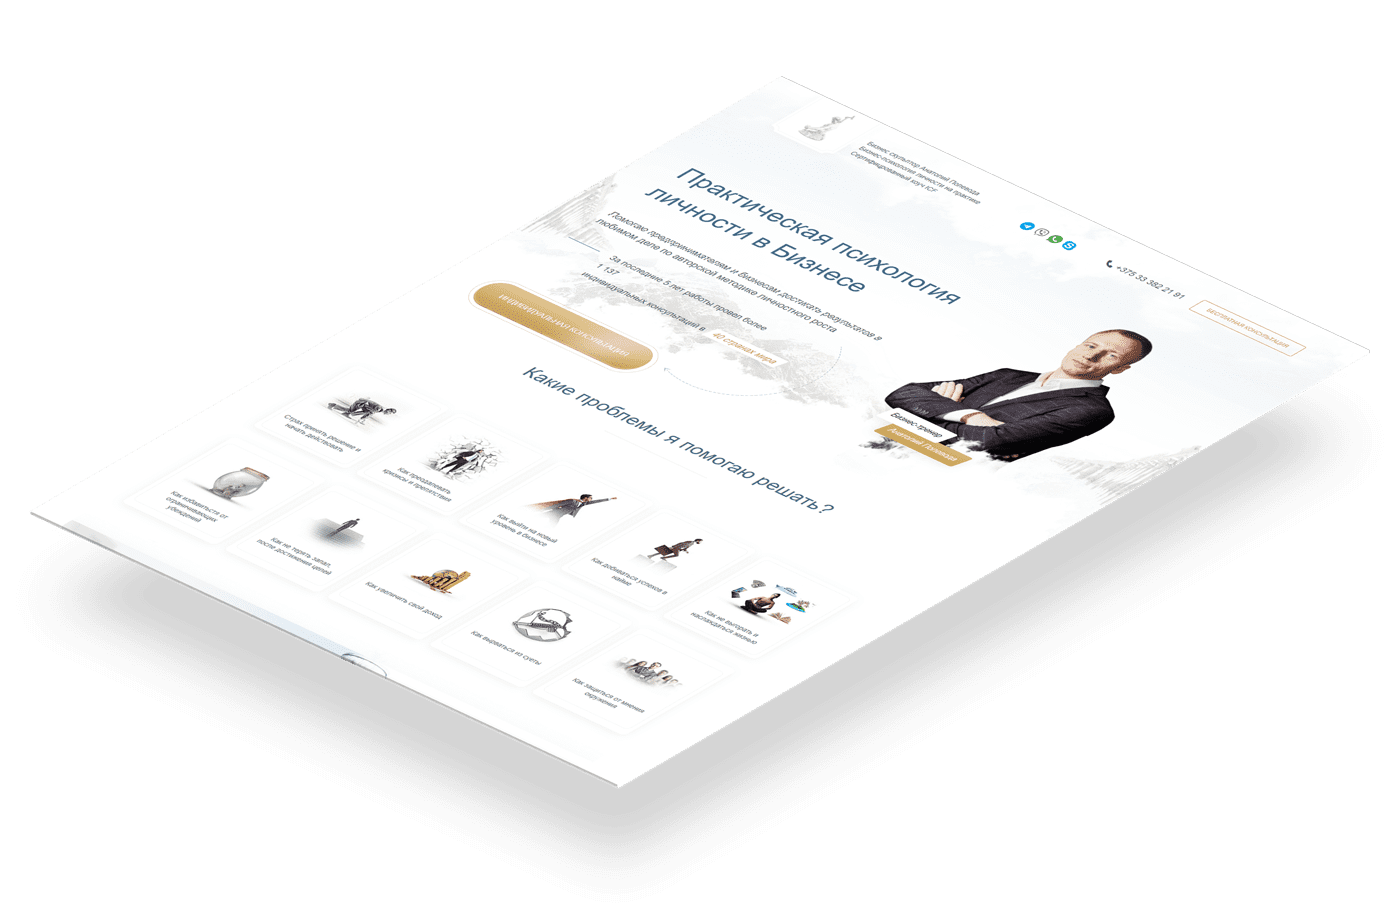 Бизнес скульптор Анатолий Полевода
Бизнес-психология личности на практике
Сертифицированный коуч ICF
+375 33 382 21 91
БЕСПЛАТНАЯ КОНСУЛЬТАЦИЯ
Практическая психология
личности в Бизнесе
Помогаю предпринимателям и бизнесам достигать результатов в
любимом деле по авторской методике личностного роста
За последние 5 лет работы провел более
1 137
индивидуальных консультаций в
40 странах мира
ИНДИВИДУАЛЬНАЯ КОНСУЛЬТАЦИЯ
Бизнес-тренер
Анатолий Полевода
Какие проблемы я помогаю решать?
Страх принять решение и
начать действовать
Как преодолевать
кризисы и препятствия
Как выйти на новый
уровень в бизнесе
Как добиваться успехов в
найме
Как не выгорать и
наслаждаться жизнью
Как избавиться от
ограничивающих
убеждений
Как не терять запал,
после достижения целей
Как увеличить свой доход
Как вырваться из суеты
Как защититься от мнения
окружения